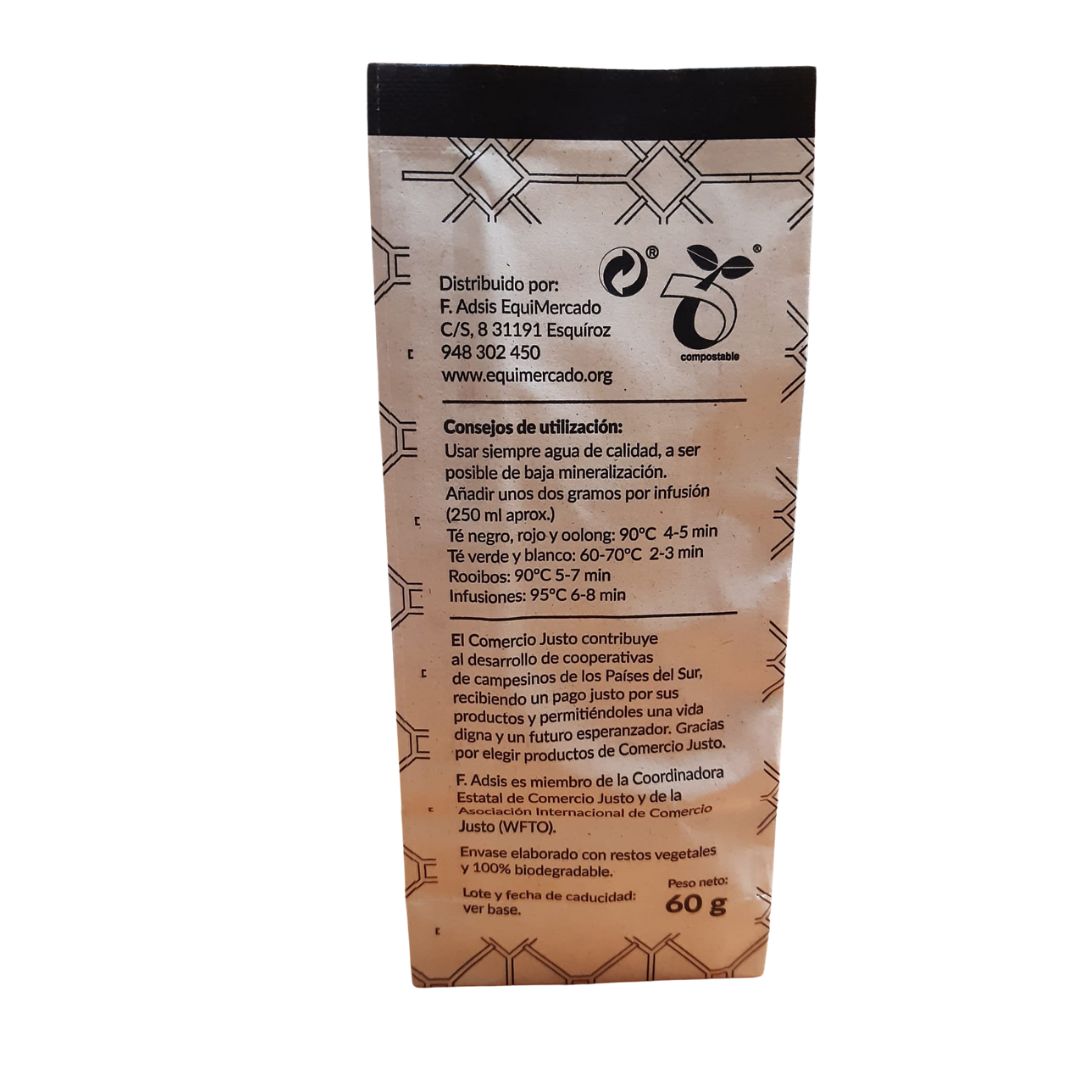 Distribuido por:
F. Adsis EquiMercado
C/S, 8 31191 Esquíroz
948 302 450
www.equimercado.org
®
®
compostable
Consejos de utilización:
Usar siempre agua de calidad, a ser
posible de baja mineralización.
Añadir unos dos gramos por infusión
(250 ml aprox.)
Té negro, rojo y oolong: 90ºC 4-5 min
Té verde y blanco: 60-70ºC 2-3 min
Rooibos: 90ºC 5-7 min
Infusiones: 95ºC 6-8 min
El Comercio Justo contribuye
al desarrollo de cooperativas
de campesinos de los Países del Sur,
recibiendo un pago justo por sus
productos y permitiéndoles una vida
digna y un futuro esperanzador. Gracias
por elegir productos de Comercio Justo.
F. Adsis es miembro de la Coordinadora
Estatal de Comercio Justo y de la
Asociación Internacional de Comercio
Justo (WFTO).
Envase elaborado con restos vegetales
y 100% biodegradable.
Lote y fecha de caducidad:
ver base.
Peso neto:
60 g